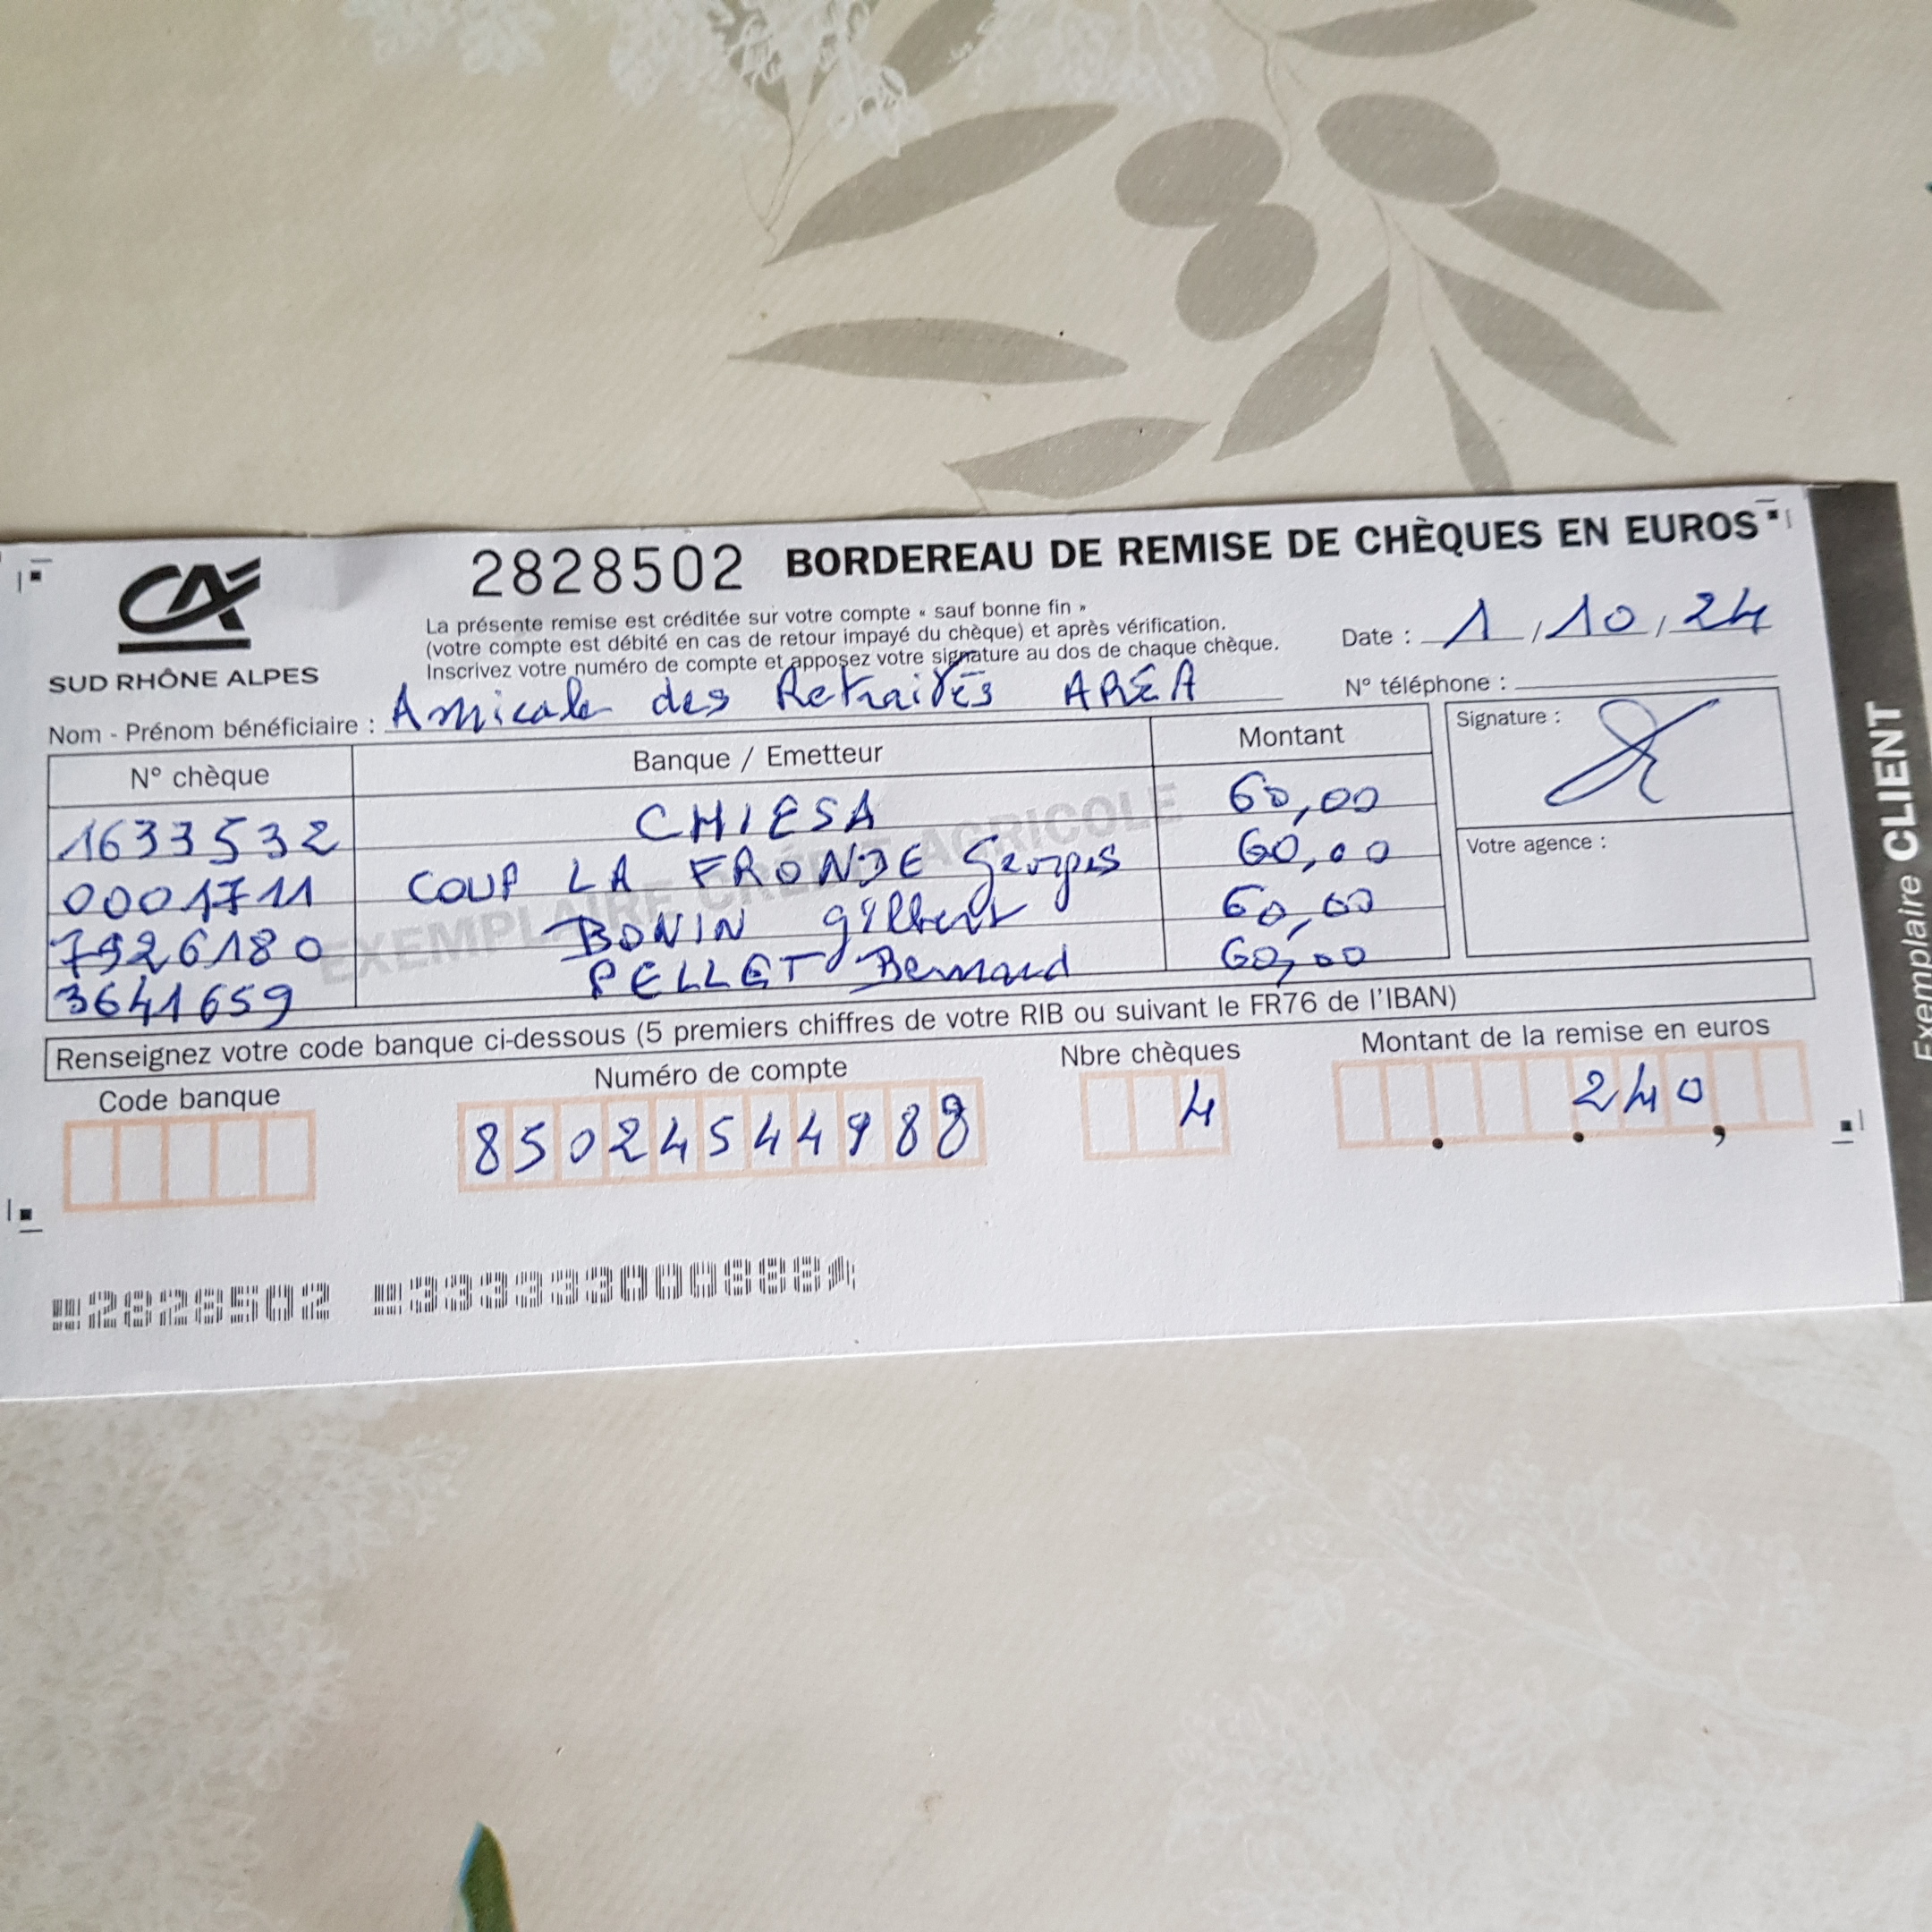 CA
SUD RHÔNE ALPES
2828502 BORDEREAU DE REMISE DE CHÈQUES EN EUROS
La présente remise est créditée sur votre compte « sauf bonne fin »
(votre compte est débité en cas de retour impayé du chèque) et après vérification.
Inscrivez votre numéro de compte et apposez votre signature au dos de chaque chèque.
Date : 1 / 10 / 24
N° téléphone :
Nom - Prénom bénéficiaire : Amicale des Retraités AREA
N° chèque Banque / Emetteur Montant
1633532 CHIESA 60,00
0001711 COUP LA FRONDE Georges 60,00
7926180 BONIN Gilbert 60,00
3641659 PELLET Bernard 60,00
EXEMPLAIRE CRÉDIT AGRICOLE
Signature :
Votre agence :
Renseignez votre code banque ci-dessous (5 premiers chiffres de votre RIB ou suivant le FR76 de l'IBAN)
Code banque Numéro de compte Nbre chèques Montant de la remise en euros
85024544988 4 240
2828502 333333000888
Exemplaire CLIENT